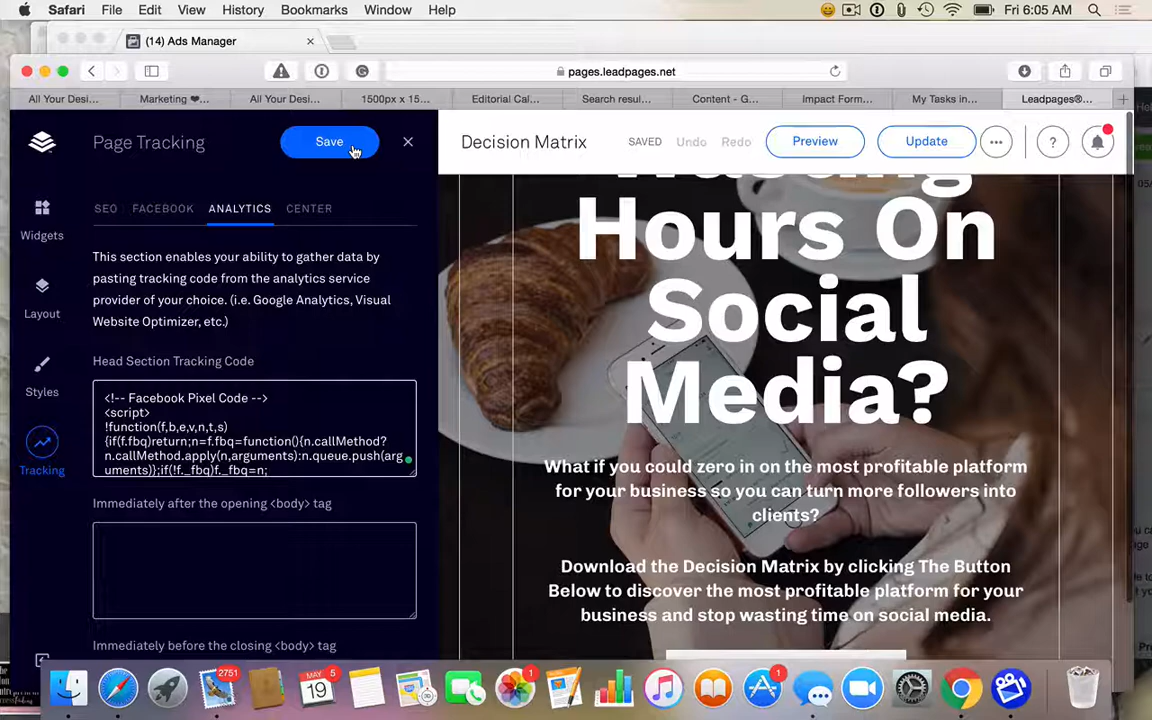 Safari File Edit View History Bookmarks Window Help Fri 6:05 AM
(14) Ads Manager
pages.leadpages.net
All Your Desi... Marketing ❤... All Your Desi... 1500px x 15... Editorial Cal... Search resul... Content - G... Impact Form... My Tasks in... Leadpages®...
Page Tracking Save Decision Matrix SAVED Undo Redo Preview Update ... ?
SEO FACEBOOK ANALYTICS CENTER
Widgets
Layout
Styles
Tracking
This section enables your ability to gather data by
pasting tracking code from the analytics service
provider of your choice. (i.e. Google Analytics, Visual
Website Optimizer, etc.)
Head Section Tracking Code
<!-- Facebook Pixel Code -->
<script>
!function(f,b,e,v,n,t,s)
{if(f.fbq)return;n=f.fbq=function(){n.callMethod?
n.callMethod.apply(n,arguments):n.queue.push(arg
uments)};if(!f._fbq)f._fbq=n;
Immediately after the opening <body> tag
Immediately before the closing <body> tag
Wasting
Hours On
Social
Media?
What if you could zero in on the most profitable platform
for your business so you can turn more followers into
clients?
Download the Decision Matrix by clicking The Button
Below to discover the most profitable platform for your
business and stop wasting time on social media.
2751
MAY 5
19
1
1